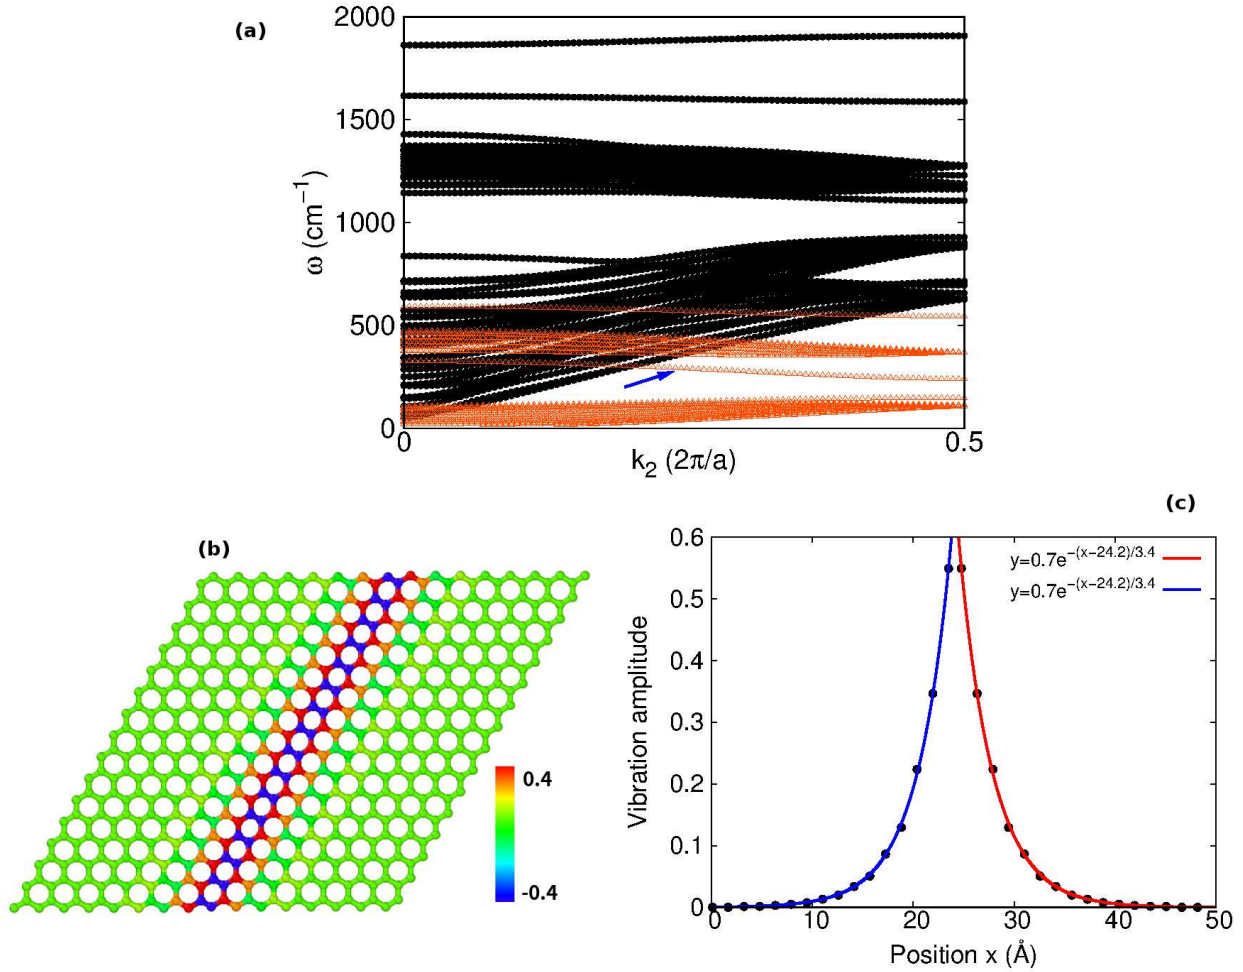 (a)
2000
1500
1000
500
0
ω (cm⁻¹)
0
0.5
k₂ (2π/a)
(b)
0.4
-0.4
(c)
0.6
0.5
0.4
0.3
0.2
0.1
0
Vibration amplitude
y=0.7e^-(x-24.2)/3.4
y=0.7e^-(x-24.2)/3.4
0
10
20
30
40
50
Position x (Å)